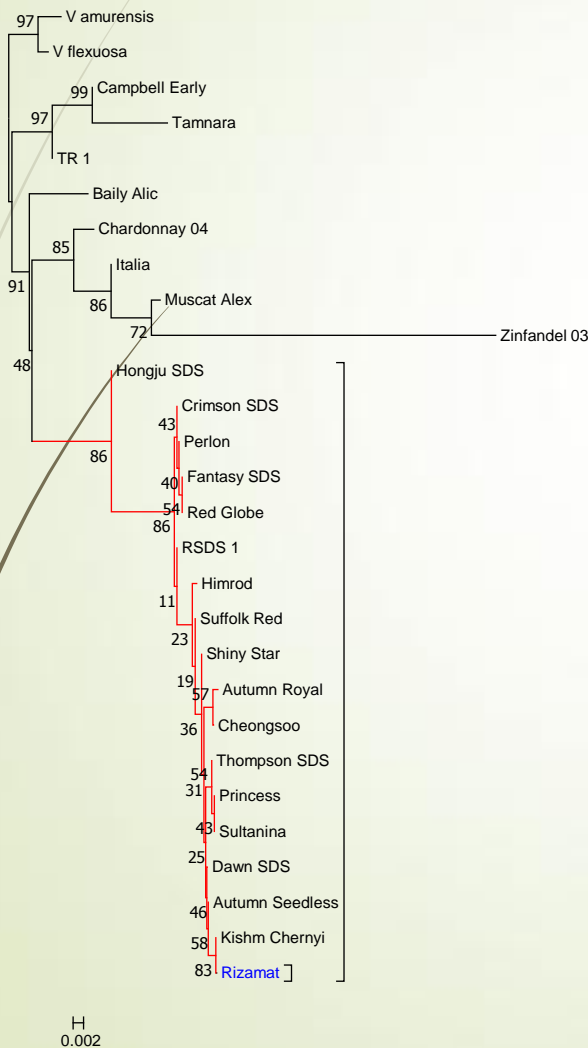 97
V amurensis
V flexuosa
99
Campbell Early
97
Tamnara
TR 1
Baily Alic
Chardonnay 04
85
Italia
91
86
Muscat Alex
72
Zinfandel 03
48
Hongju SDS
Crimson SDS
43
Perlon
86
Fantasy SDS
40
54
Red Globe
86
RSDS 1
Himrod
11
Suffolk Red
23
Shiny Star
19
57
Autumn Royal
36
Cheongsoo
Thompson SDS
54
31
Princess
43
Sultanina
25
Dawn SDS
Autumn Seedless
46
Kishm Chernyi
58
83
Rizamat
0.002